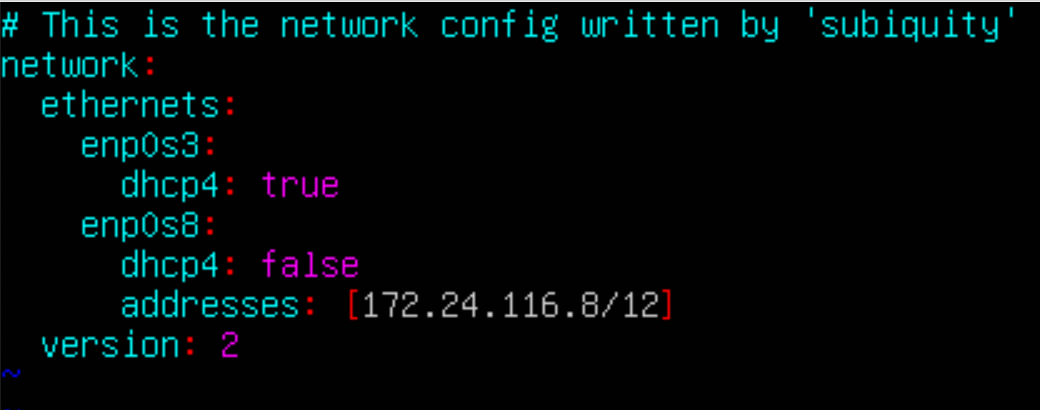 # This is the network config written by 'subiquity'
network:
  ethernets:
    enp0s3:
      dhcp4: true
    enp0s8:
      dhcp4: false
      addresses: [172.24.116.8/12]
  version: 2
~